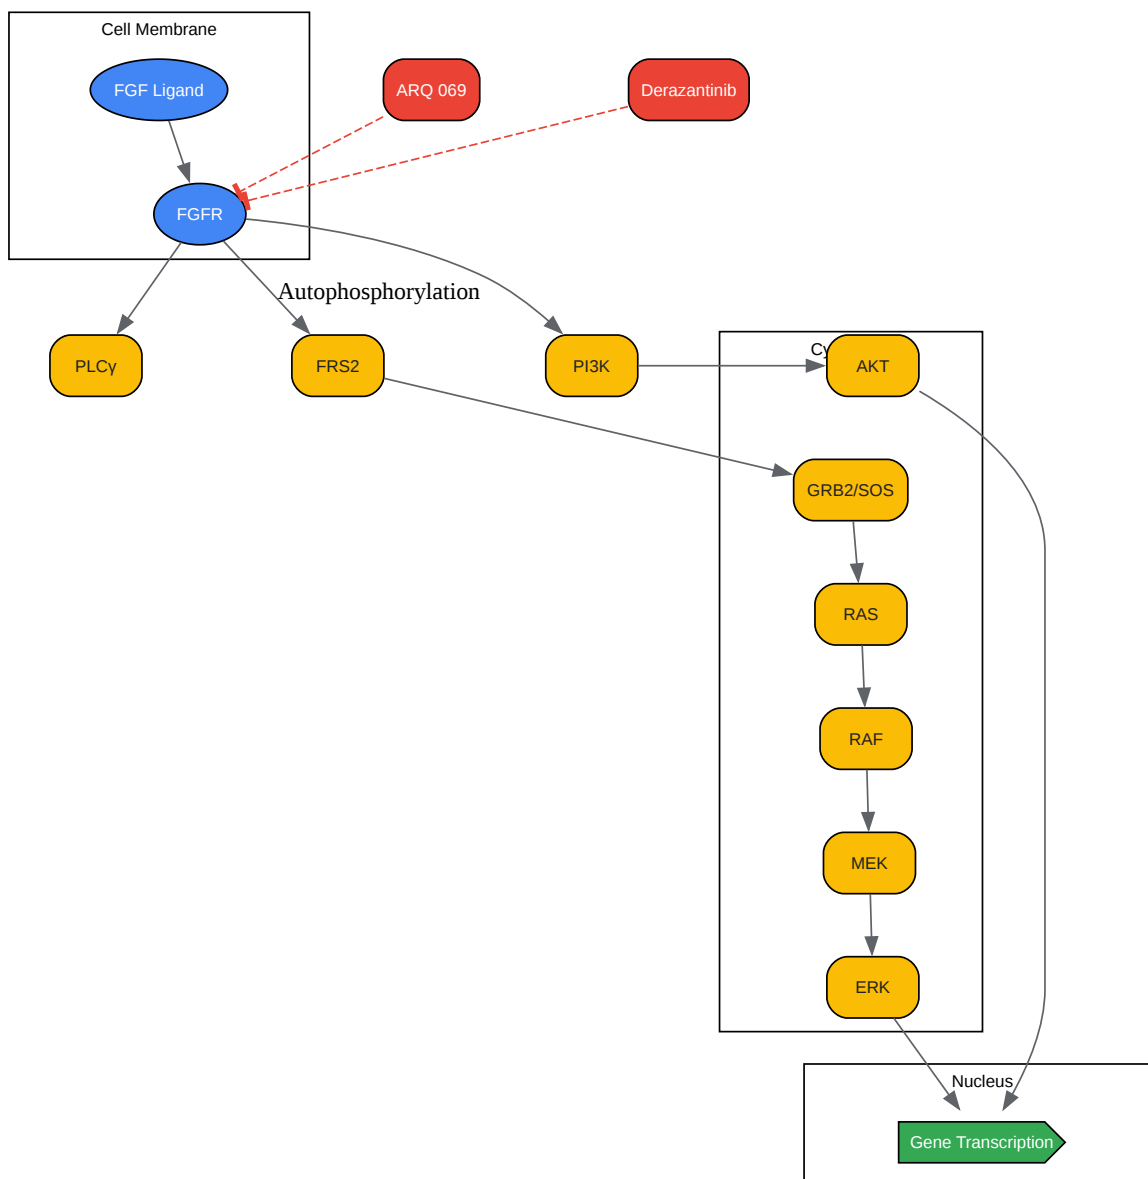 Cell Membrane
FGF Ligand
ARQ 069
Derazantinib
FGFR
Autophosphorylation
PLCγ
FRS2
PI3K
AKT
GRB2/SOS
RAS
RAF
MEK
ERK
Nucleus
Gene Transcription